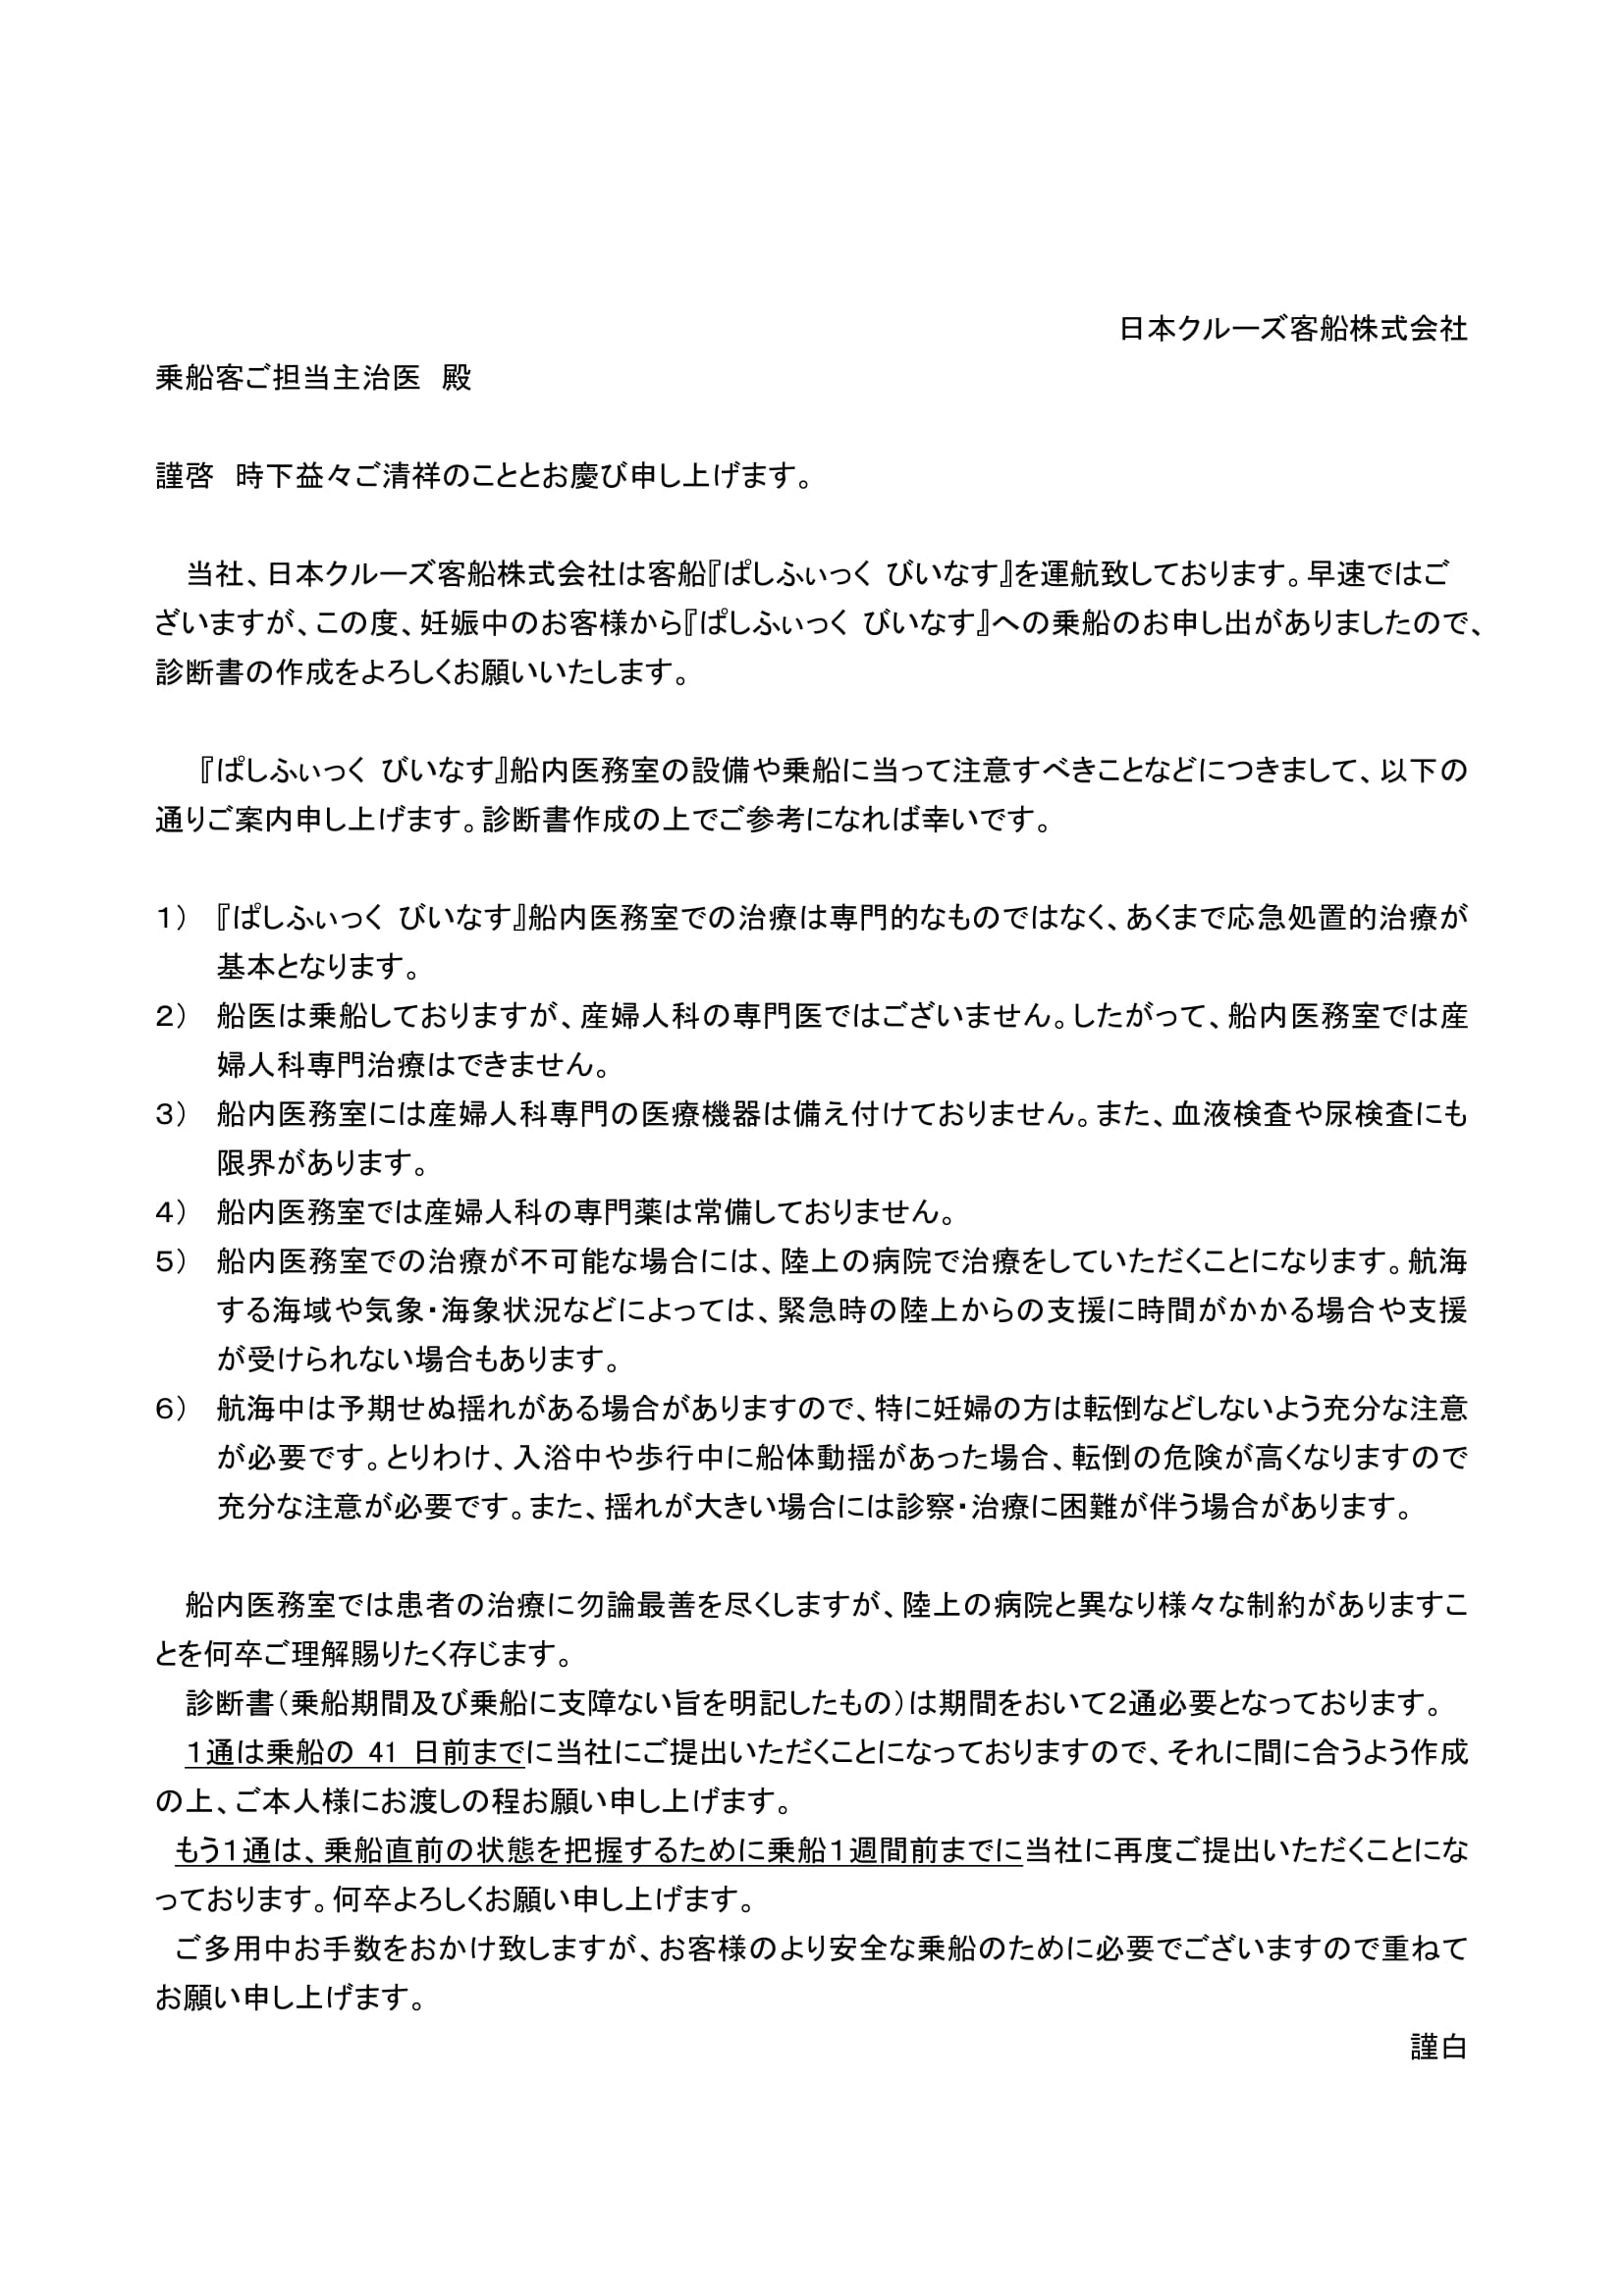 日本クルーズ客船株式会社
乗船客ご担当主治医　殿
謹啓　時下益々ご清祥のこととお慶び申し上げます。
当社、日本クルーズ客船株式会社は客船『ぱしふぃっく びいなす』を運航致しております。早速ではご
ざいますが、この度、妊娠中のお客様から『ぱしふぃっく びいなす』への乗船のお申し出がありましたので、
診断書の作成をよろしくお願いいたします。
『ぱしふぃっく びいなす』船内医務室の設備や乗船に当って注意すべきことなどにつきまして、以下の
通りご案内申し上げます。診断書作成の上でご参考になれば幸いです。
１）　『ぱしふぃっく びいなす』船内医務室での治療は専門的なものではなく、あくまで応急処置的治療が
基本となります。
２）　船医は乗船しておりますが、産婦人科の専門医ではございません。したがって、船内医務室では産
婦人科専門治療はできません。
３）　船内医務室には産婦人科専門の医療機器は備え付けておりません。また、血液検査や尿検査にも
限界があります。
４）　船内医務室では産婦人科の専門薬は常備しておりません。
５）　船内医務室での治療が不可能な場合には、陸上の病院で治療をしていただくことになります。航海
する海域や気象・海象状況などによっては、緊急時の陸上からの支援に時間がかかる場合や支援
が受けられない場合もあります。
６）　航海中は予期せぬ揺れがある場合がありますので、特に妊婦の方は転倒などしないよう充分な注意
が必要です。とりわけ、入浴中や歩行中に船体動揺があった場合、転倒の危険が高くなりますので
充分な注意が必要です。また、揺れが大きい場合には診察・治療に困難が伴う場合があります。
船内医務室では患者の治療に勿論最善を尽くしますが、陸上の病院と異なり様々な制約がありますこ
とを何卒ご理解賜りたく存じます。
診断書（乗船期間及び乗船に支障ない旨を明記したもの）は期間をおいて２通必要となっております。
１通は乗船の 41 日前までに当社にご提出いただくことになっておりますので、それに間に合うよう作成
の上、ご本人様にお渡しの程お願い申し上げます。
もう１通は、乗船直前の状態を把握するために乗船１週間前までに当社に再度ご提出いただくことにな
っております。何卒よろしくお願い申し上げます。
ご多用中お手数をおかけ致しますが、お客様のより安全な乗船のために必要でございますので重ねて
お願い申し上げます。
謹白